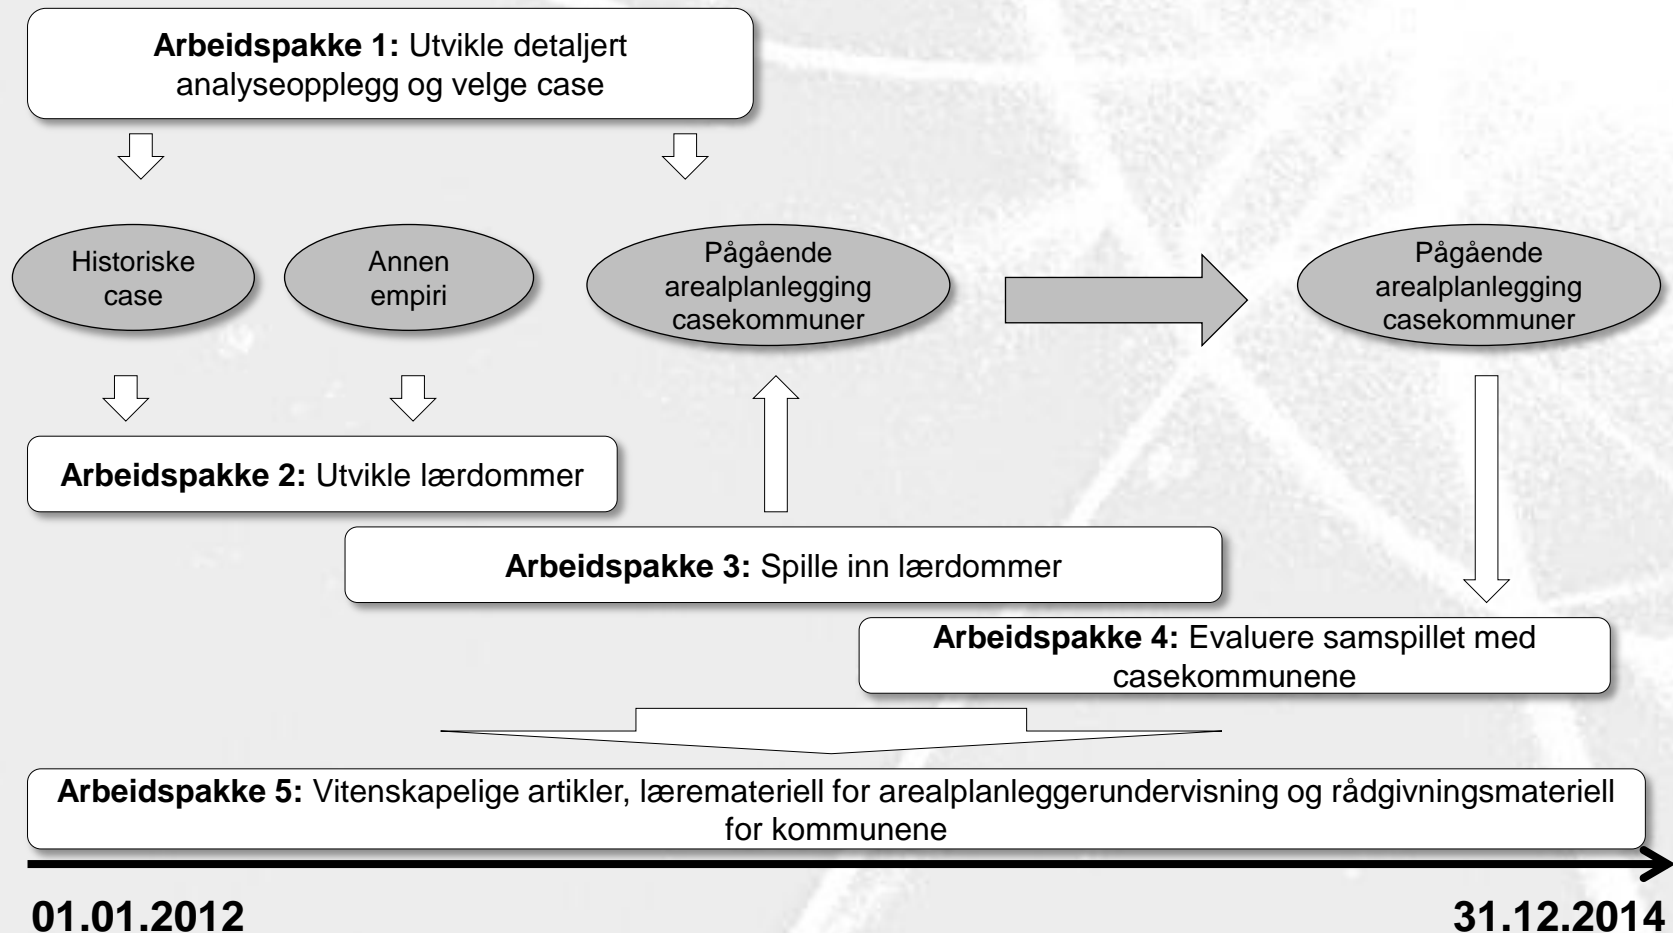 Arbeidspakke 1: Utvikle detaljert
analyseopplegg og velge case
Historiske
case
Annen
empiri
Pågående
arealplanlegging
casekommuner
Pågående
arealplanlegging
casekommuner
Arbeidspakke 2: Utvikle lærdommer
Arbeidspakke 3: Spille inn lærdommer
Arbeidspakke 4: Evaluere samspillet med
casekommunene
Arbeidspakke 5: Vitenskapelige artikler, læremateriell for arealplanleggerundervisning og rådgivningsmateriell
for kommunene
01.01.2012
31.12.2014